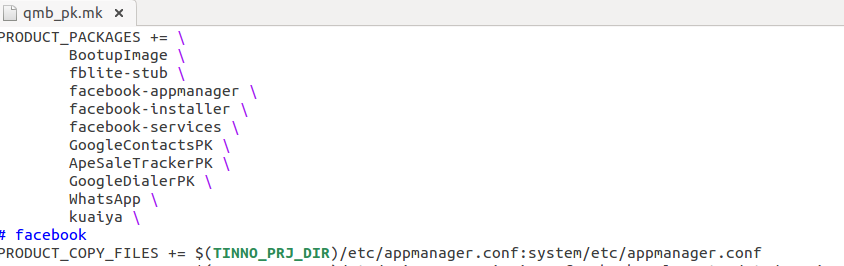 qmb_pk.mk ×
PRODUCT_PACKAGES += \
BootupImage \
fblite-stub \
facebook-appmanager \
facebook-installer \
facebook-services \
GoogleContactsPK \
ApeSaleTrackerPK \
GoogleDialerPK \
WhatsApp \
kuaiya \
# facebook
PRODUCT_COPY_FILES += $(TINNO_PRJ_DIR)/etc/appmanager.conf:system/etc/appmanager.conf